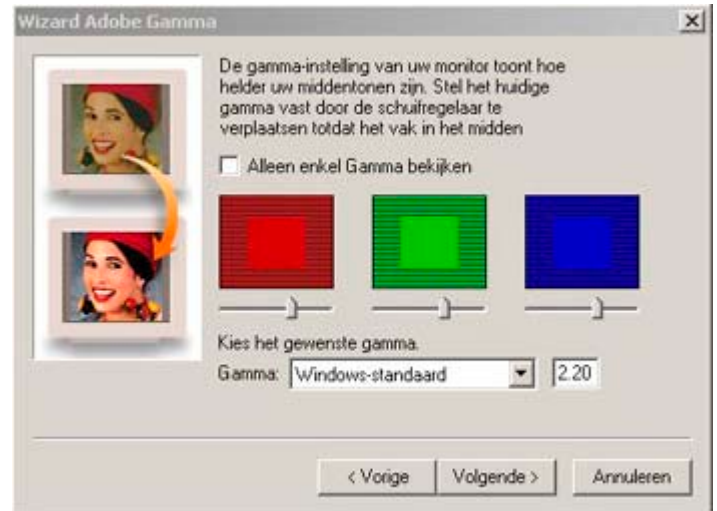 Wizard Adobe Gamma
De gamma-instelling van uw monitor toont hoe
helder uw middentonen zijn. Stel het huidige
gamma vast door de schuifregelaar te
verplaatsen totdat het vak in het midden
Alleen enkel Gamma bekijken
Kies het gewenste gamma.
Gamma: Windows-standaard 2.20
< Vorige Volgende > Annuleren